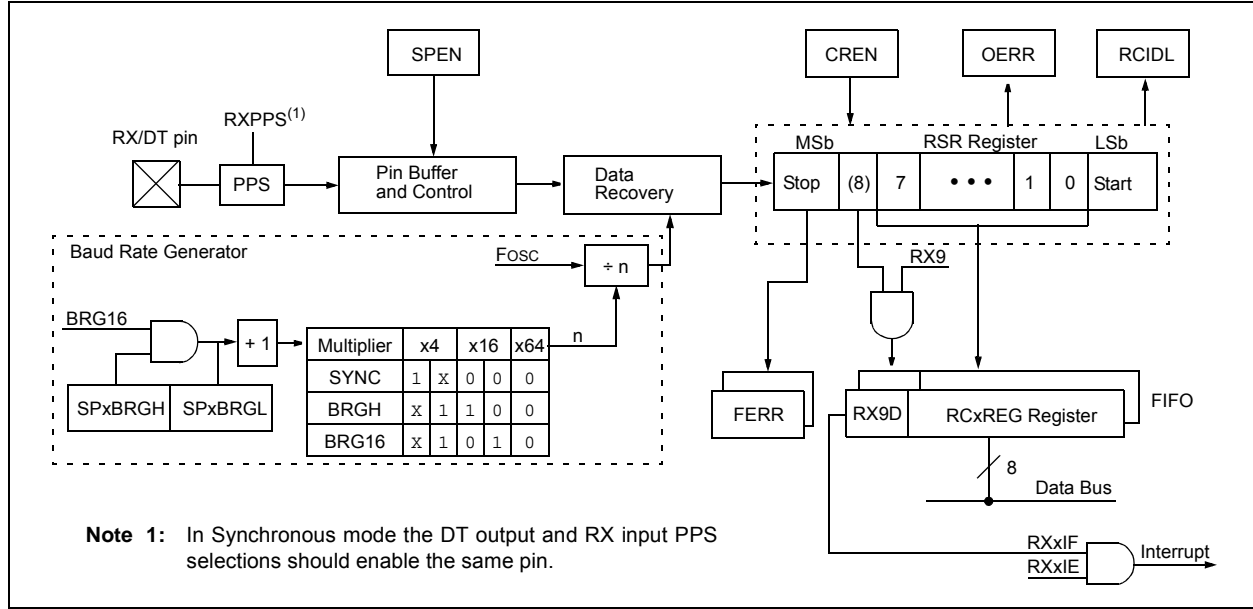 SPEN
CREN
OERR
RCIDL
RXPPS(1)
RX/DT pin
PPS
Pin Buffer
and Control
Data
Recovery
MSb RSR Register LSb
Stop (8) 7 • • • 1 0 Start
Baud Rate Generator
FOSC
÷ n
RX9
BRG16
+ 1
n
Multiplier x4 x16 x64
SYNC 1 X 0 0 0
BRGH X 1 1 0 0
BRG16 X 1 0 1 0
SPxBRGH SPxBRGL
FERR
RX9D RCxREG Register
FIFO
8
Data Bus
RXxIF
RXxIE
Interrupt
Note 1: In Synchronous mode the DT output and RX input PPS
selections should enable the same pin.